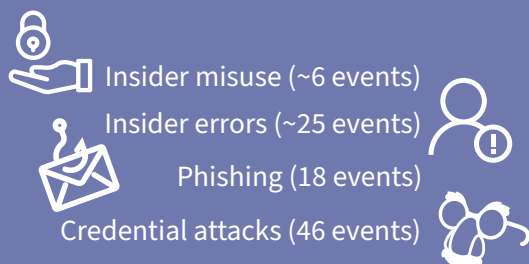 Insider misuse (~6 events)
Insider errors (~25 events)
Phishing (18 events)
Credential attacks (46 events)